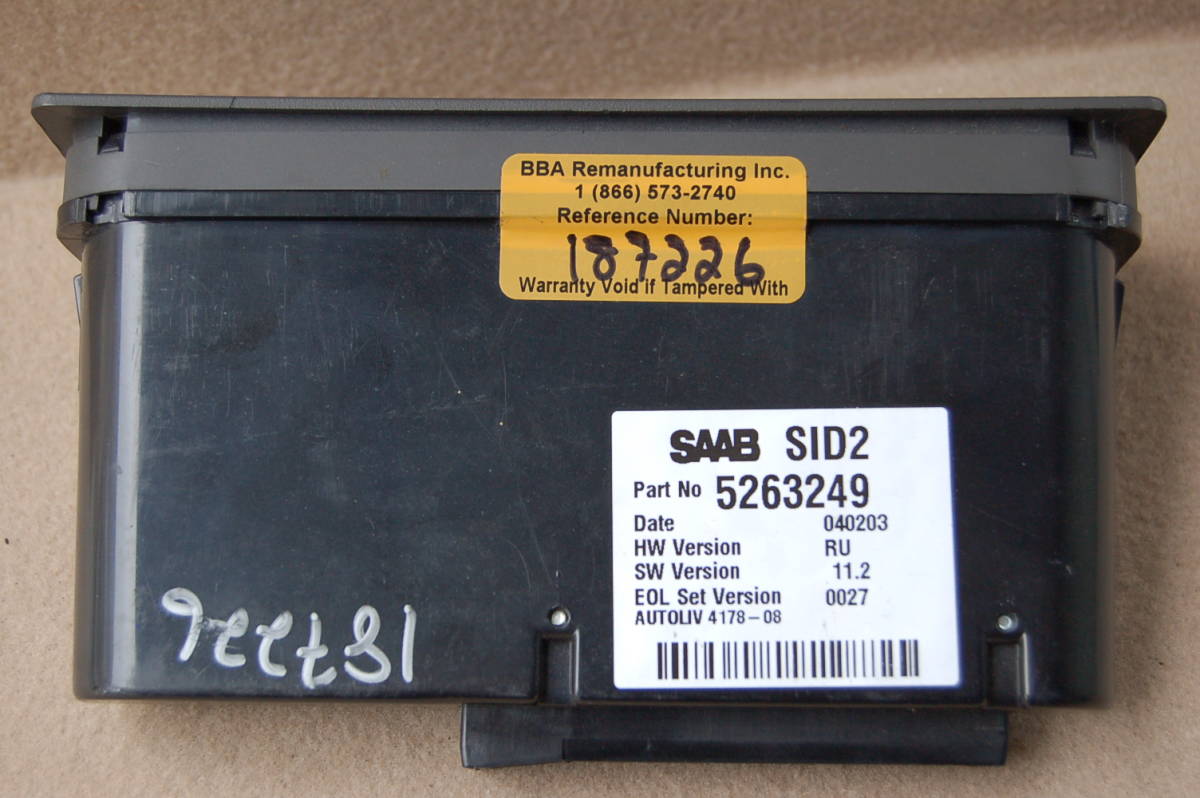 BBA Remanufacturing Inc.
1 (866) 573-2740
Reference Number:
187226
Warranty Void if Tampered With
SAAB SID2
Part No 5263249
Date 040203
HW Version RU
SW Version 11.2
EOL Set Version 0027
AUTOLIV 4178-08
187226